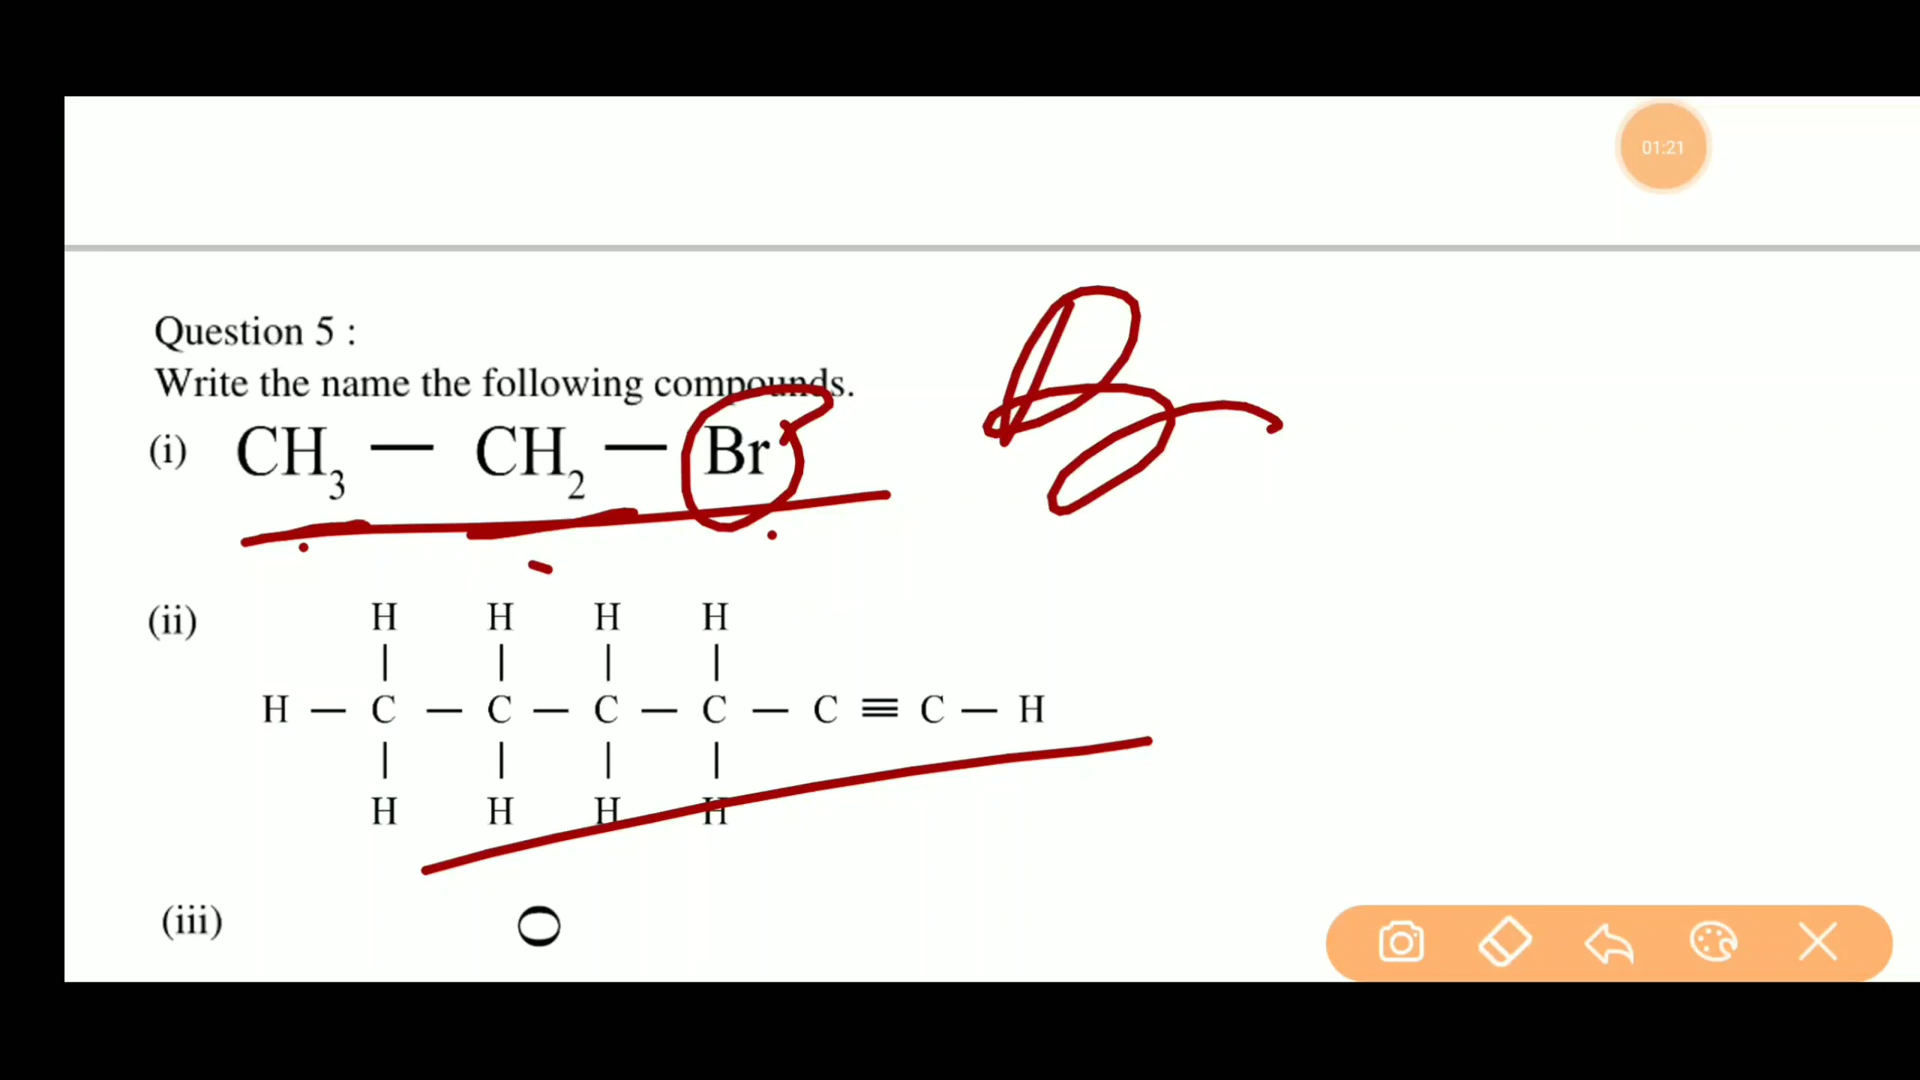 01:21
Question 5 :
Write the name the following compounds.
(i) CH₃ — CH₂ — Br
Br
(ii) H H H H
| | | |
H — C — C — C — C — C ≡ C — H
| | | |
H H H H
(iii) O